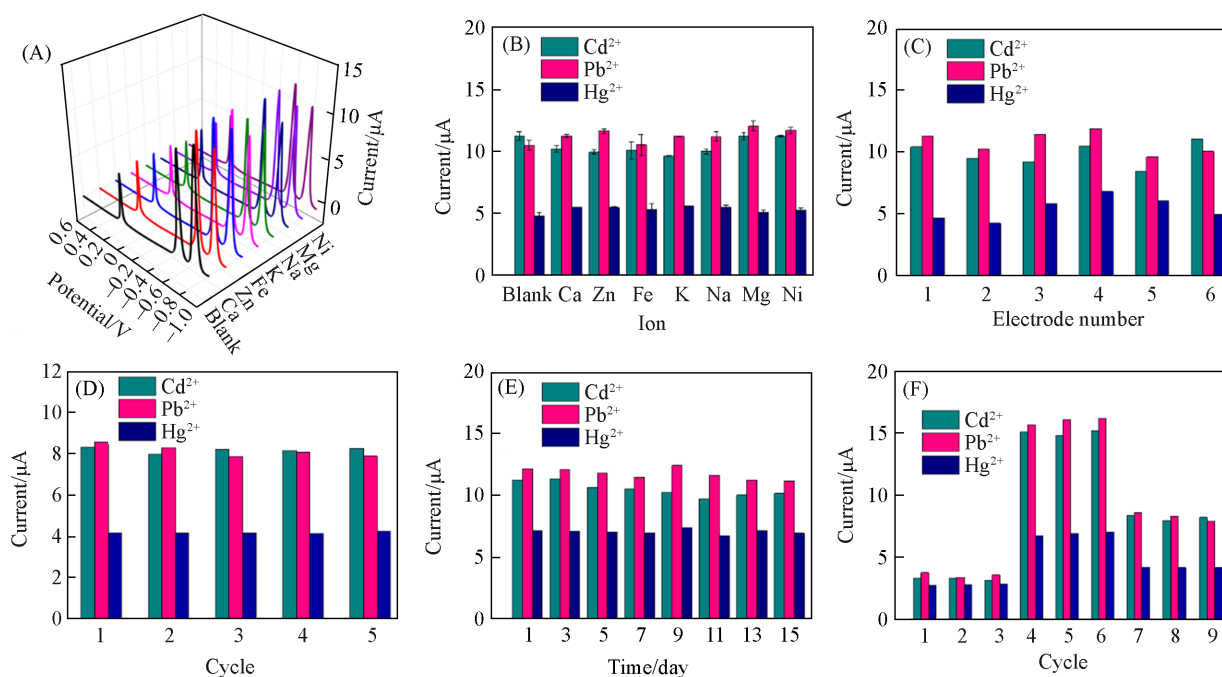 (A)
15
10
5
0
Current/μA
0.6
0.4
0.2
0
−0.2
−0.4
−0.6
−0.8
−1.0
Potential/V
Blank
Ca
Zn
Fe
K
Na
Mg
Ni
(B)
Cd²⁺
Pb²⁺
Hg²⁺
20
15
10
5
0
Current/μA
Blank Ca Zn Fe K Na Mg Ni
Ion
(C)
Cd²⁺
Pb²⁺
Hg²⁺
20
15
10
5
0
Current/μA
1 2 3 4 5 6
Electrode number
(D)
Cd²⁺
Pb²⁺
Hg²⁺
12
10
8
6
4
2
0
Current/μA
1 2 3 4 5
Cycle
(E)
Cd²⁺
Pb²⁺
Hg²⁺
20
15
10
5
0
Current/μA
1 3 5 7 9 11 13 15
Time/day
(F)
Cd²⁺
Pb²⁺
Hg²⁺
20
15
10
5
0
Current/μA
1 2 3 4 5 6 7 8 9
Cycle